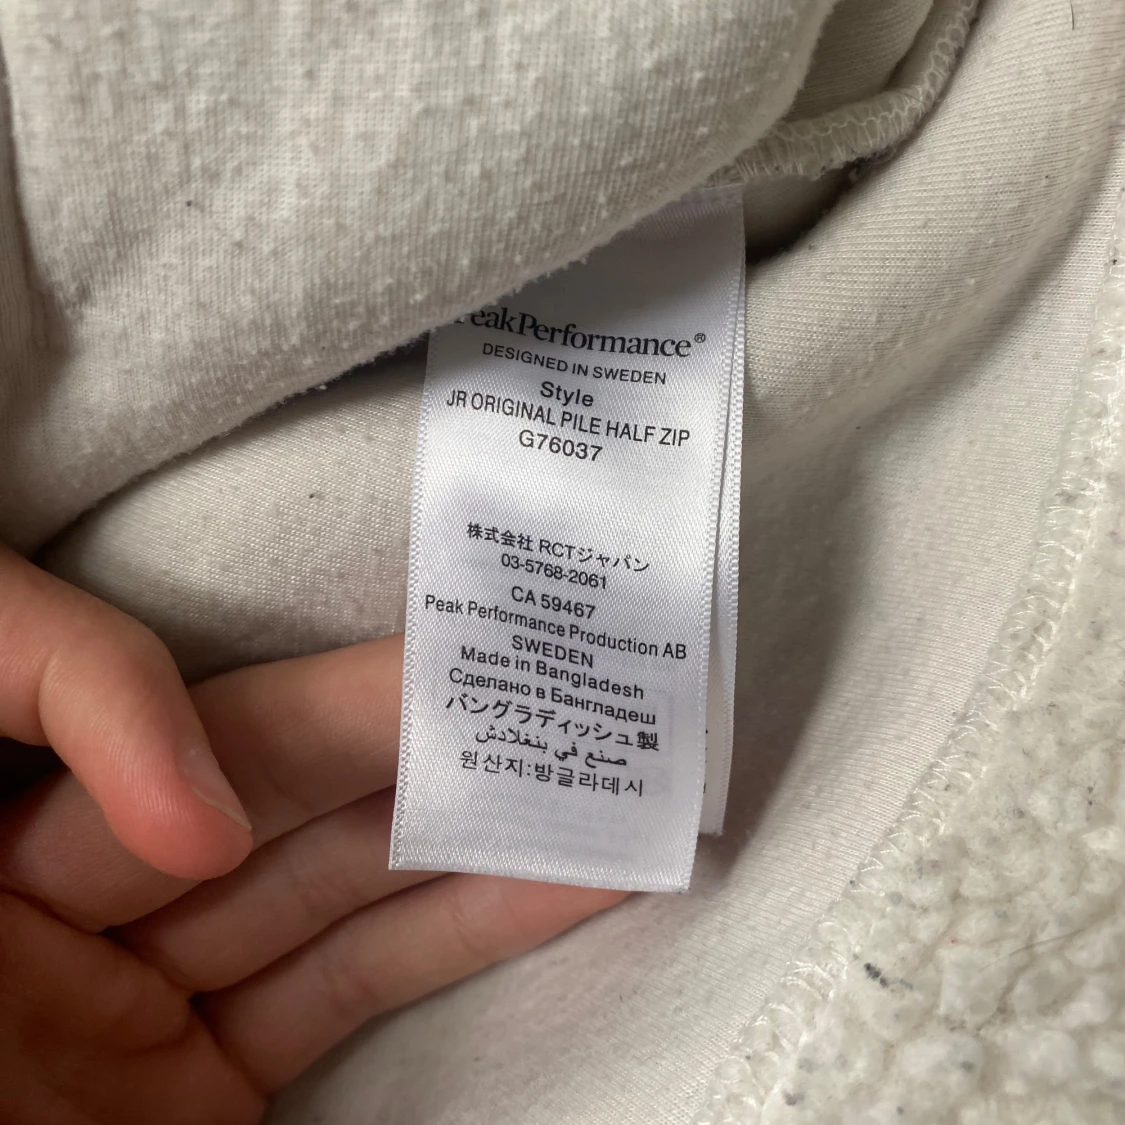 PeakPerformance®
DESIGNED IN SWEDEN
Style
JR ORIGINAL PILE HALF ZIP
G76037
株式会社 RCTジャパン
03-5768-2061
CA 59467
Peak Performance Production AB
SWEDEN
Made in Bangladesh
Сделано в Бангладеш
バングラディッシュ製
صنع في بنغلادش
원산지:방글라데시